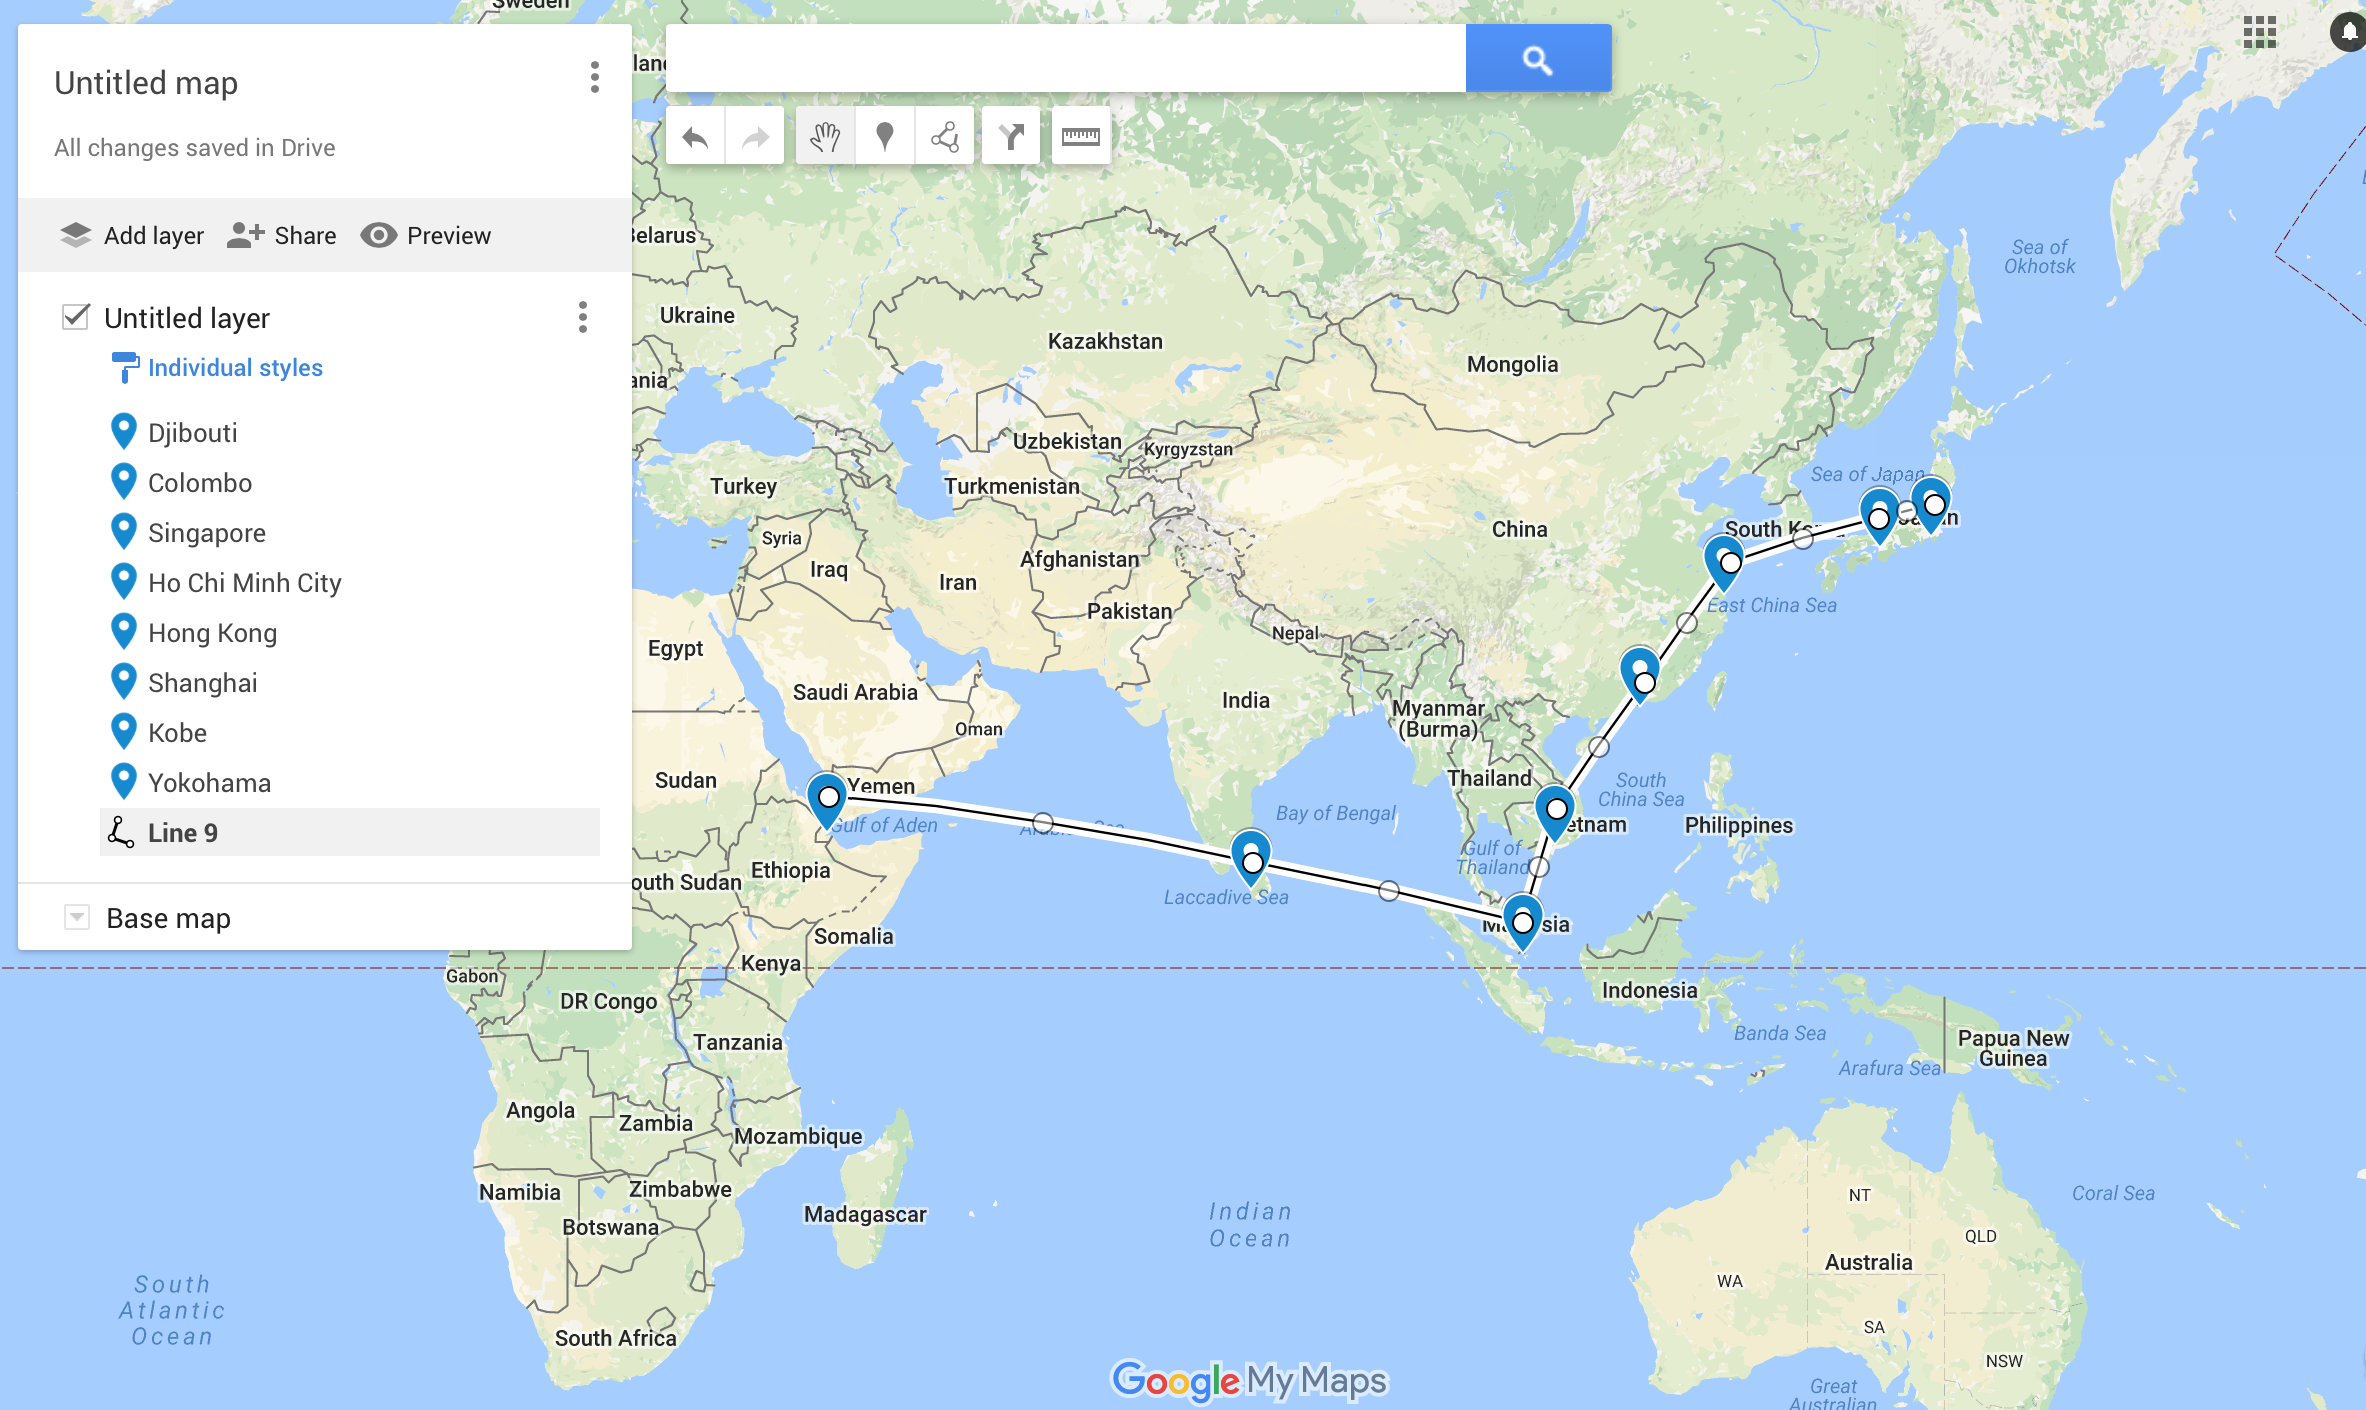 Sweden
Untitled map
All changes saved in Drive
Add layer
Share
Preview
Untitled layer
Individual styles
Djibouti
Colombo
Singapore
Ho Chi Minh City
Hong Kong
Shanghai
Kobe
Yokohama
Line 9
Base map
Belarus
Ukraine
Kazakhstan
Mongolia
Sea of
Okhotsk
Uzbekistan
Kyrgyzstan
Turkey
Turkmenistan
Sea of Japan
Syria
China
South
Iraq
Iran
Afghanistan
Pakistan
East China Sea
Egypt
Nepal
Saudi Arabia
India
Oman
Myanmar
(Burma)
Sudan
Yemen
Thailand
South
China Sea
Gulf of Aden
Bay of Bengal
Philippines
Gulf of
Thailand
Ethiopia
South Sudan
Laccadive Sea
Somalia
Kenya
Gabon
DR Congo
Indonesia
Tanzania
Banda Sea
Papua New
Guinea
Arafura Sea
Angola
Zambia
Mozambique
Namibia
Zimbabwe
Botswana
Madagascar
Indian
Ocean
NT
Coral Sea
QLD
Australia
WA
South
Atlantic
Ocean
SA
South Africa
NSW
Google My Maps
Great
Australian